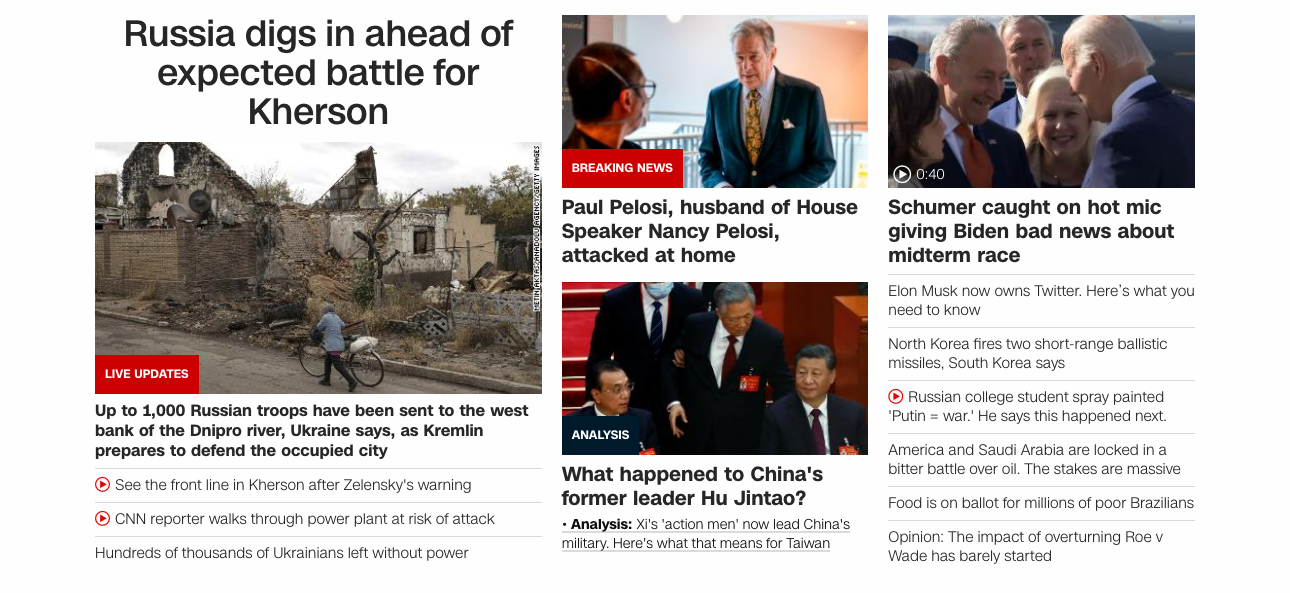 Russia digs in ahead of
expected battle for
Kherson
METIN AKTAS/ANADOLU AGENCY/GETTY IMAGES
LIVE UPDATES
Up to 1,000 Russian troops have been sent to the west
bank of the Dnipro river, Ukraine says, as Kremlin
prepares to defend the occupied city
See the front line in Kherson after Zelensky's warning
CNN reporter walks through power plant at risk of attack
Hundreds of thousands of Ukrainians left without power
BREAKING NEWS
Paul Pelosi, husband of House
Speaker Nancy Pelosi,
attacked at home
ANALYSIS
What happened to China's
former leader Hu Jintao?
• Analysis: Xi's 'action men' now lead China's
military. Here's what that means for Taiwan
0:40
Schumer caught on hot mic
giving Biden bad news about
midterm race
Elon Musk now owns Twitter. Here's what you
need to know
North Korea fires two short-range ballistic
missiles, South Korea says
Russian college student spray painted
'Putin = war.' He says this happened next.
America and Saudi Arabia are locked in a
bitter battle over oil. The stakes are massive
Food is on ballot for millions of poor Brazilians
Opinion: The impact of overturning Roe v
Wade has barely started